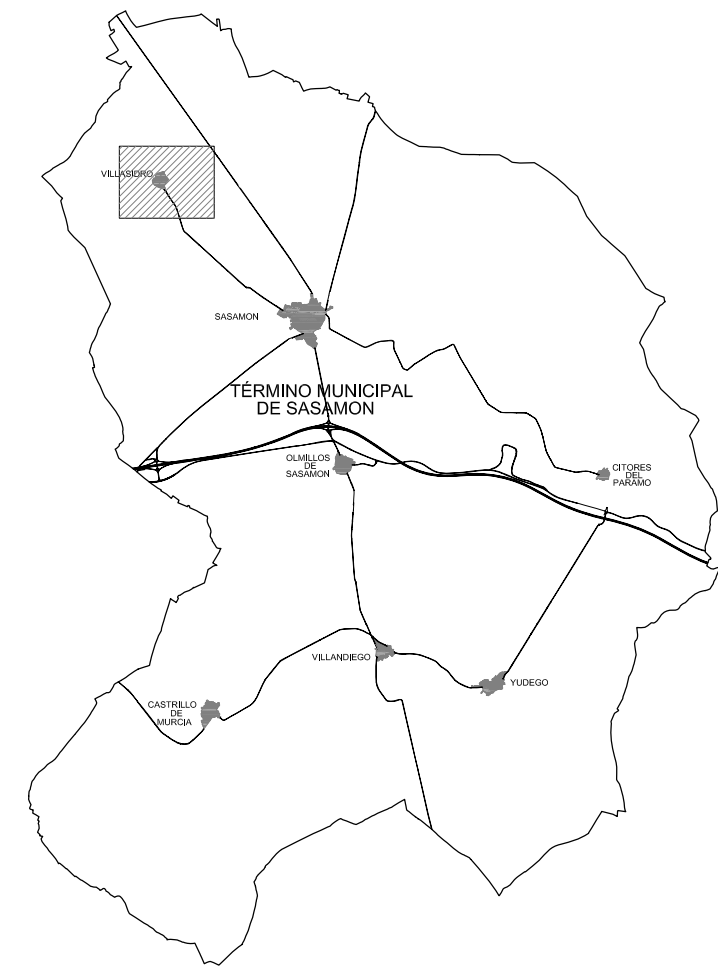 VILLASIDRO
SASAMON
TÉRMINO MUNICIPAL
DE SASAMON
OLMILLOS
DE
SASAMON
CITORES
DEL
PARAMO
VILLANDIEGO
YUDEGO
CASTRILLO
DE
MURCIA